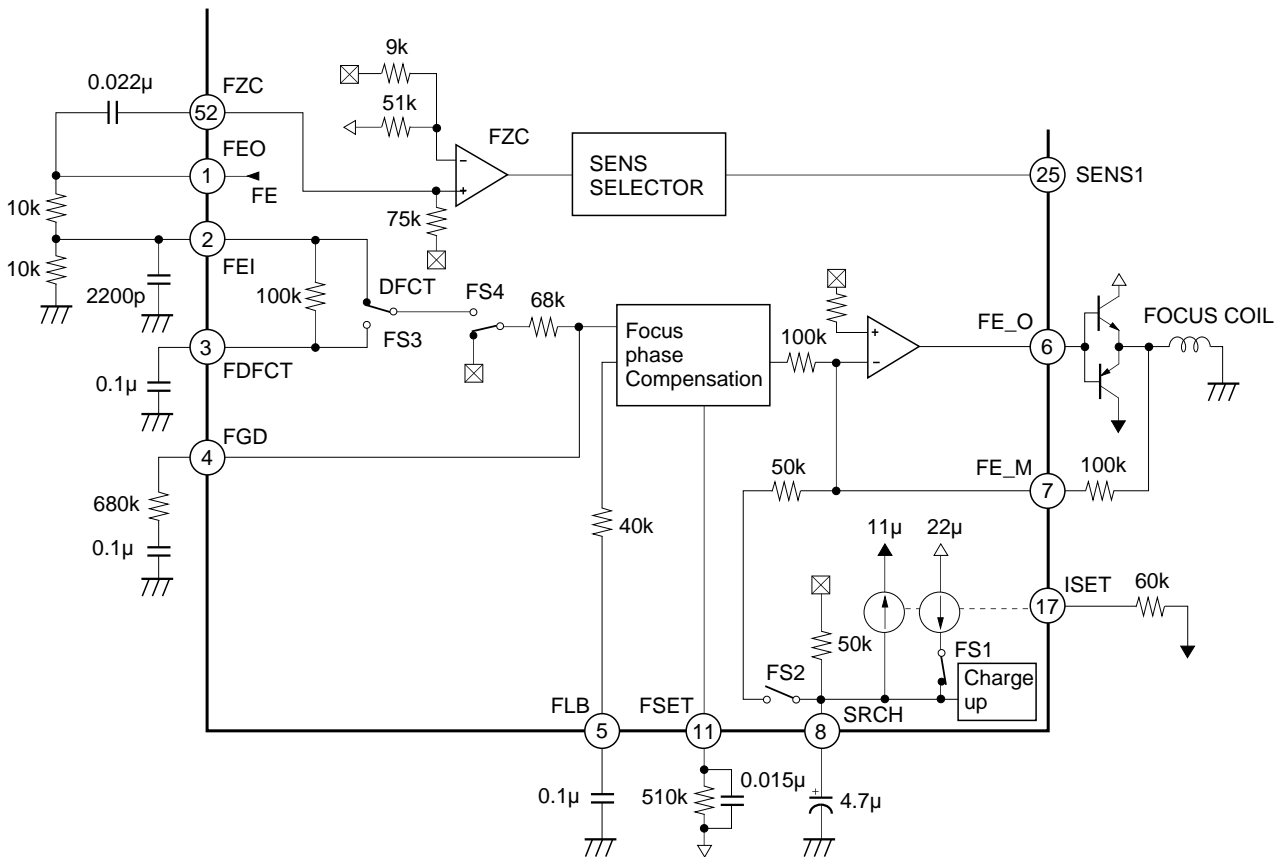 9k
0.022µ
FZC
52
51k
FZC
FEO
1
FE
SENS
SELECTOR
25
SENS1
10k
75k
2
FEI
10k
2200p
100k
DFCT
FS4
68k
FS3
3
FDFCT
0.1µ
Focus
phase
Compensation
100k
FE_O
6
FOCUS COIL
FGD
4
680k
0.1µ
50k
FE_M
7
100k
40k
11µ
22µ
ISET
17
60k
50k
FS1
FS2
Charge
up
FLB
5
FSET
11
SRCH
8
0.1µ
510k
0.015µ
+
4.7µ